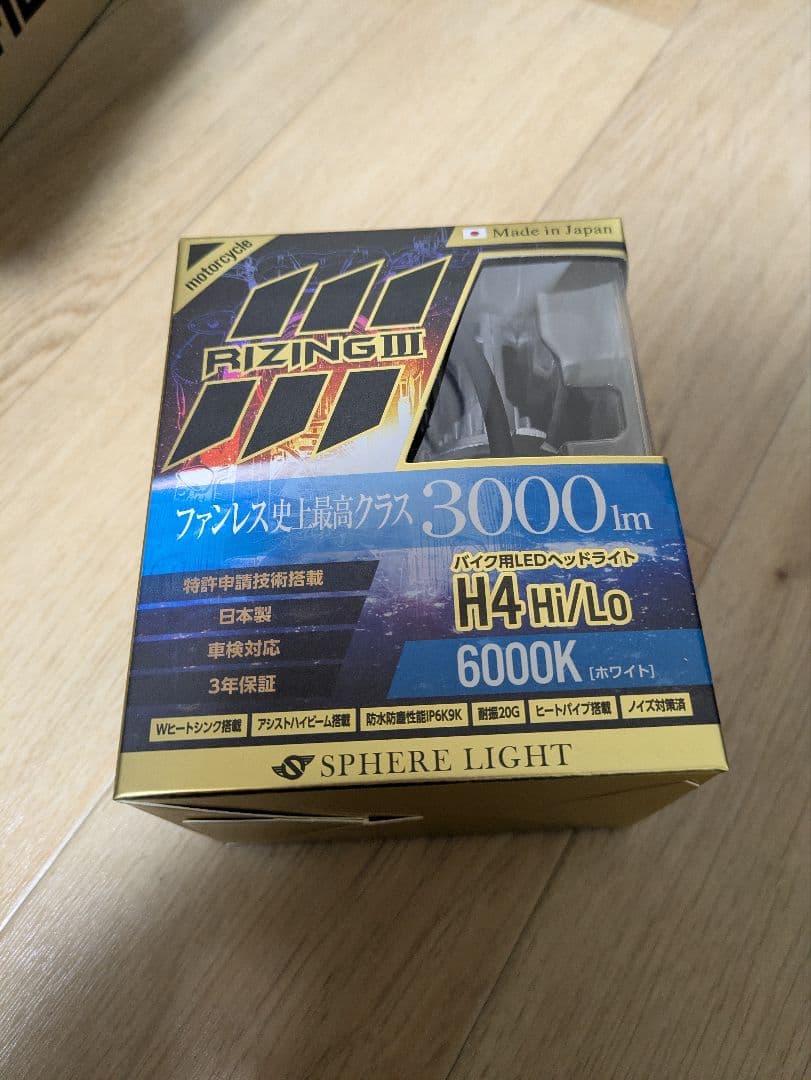 motorcycle
Made in Japan
RIZING III
ファンレス史上最高クラス 3000lm
特許申請技術搭載
日本製
車検対応
3年保証
バイク用LEDヘッドライト
H4 Hi/Lo
6000K [ホワイト]
Wヒートシンク搭載 アシストハイビーム搭載 防水防塵性能IP6K9K 耐振20G ヒートパイプ搭載 ノイズ対策済
SPHERE LIGHT